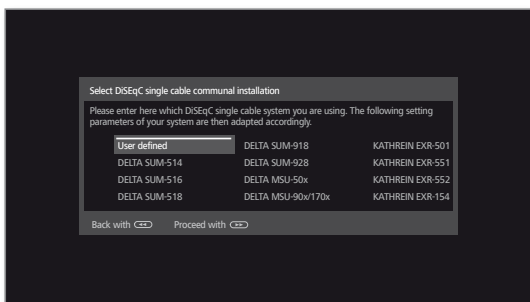 Select DiSEqC single cable communal installation
Please enter here which DiSEqC single cable system you are using. The following setting
parameters of your system are then adapted accordingly.
User defined DELTA SUM-918 KATHREIN EXR-501
DELTA SUM-514 DELTA SUM-928 KATHREIN EXR-551
DELTA SUM-516 DELTA MSU-50x KATHREIN EXR-552
DELTA SUM-518 DELTA MSU-90x/170x KATHREIN EXR-154
Back with Proceed with